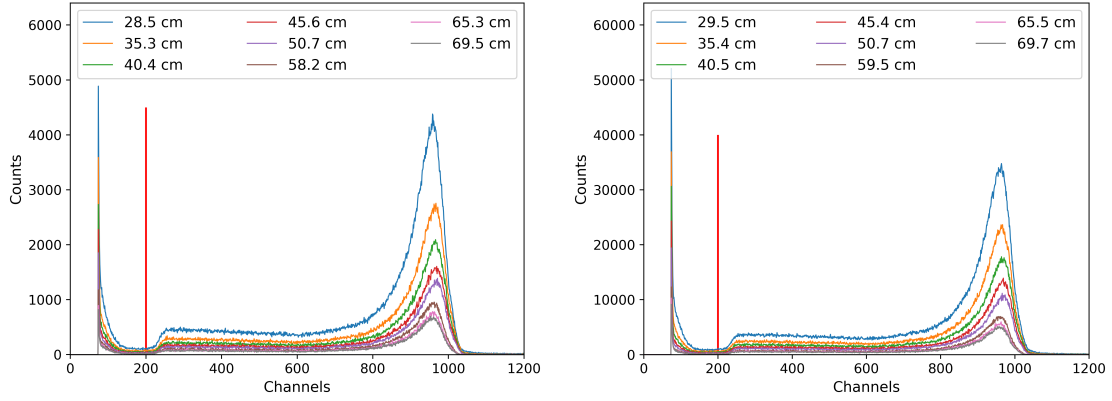 28.5 cm 45.6 cm 65.3 cm
35.3 cm 50.7 cm 69.5 cm
40.4 cm 58.2 cm
6000
5000
4000
3000
2000
1000
0
Counts
0 200 400 600 800 1000 1200
Channels
29.5 cm 45.4 cm 65.5 cm
35.4 cm 50.7 cm 69.7 cm
40.5 cm 59.5 cm
60000
50000
40000
30000
20000
10000
0
Counts
0 200 400 600 800 1000 1200
Channels